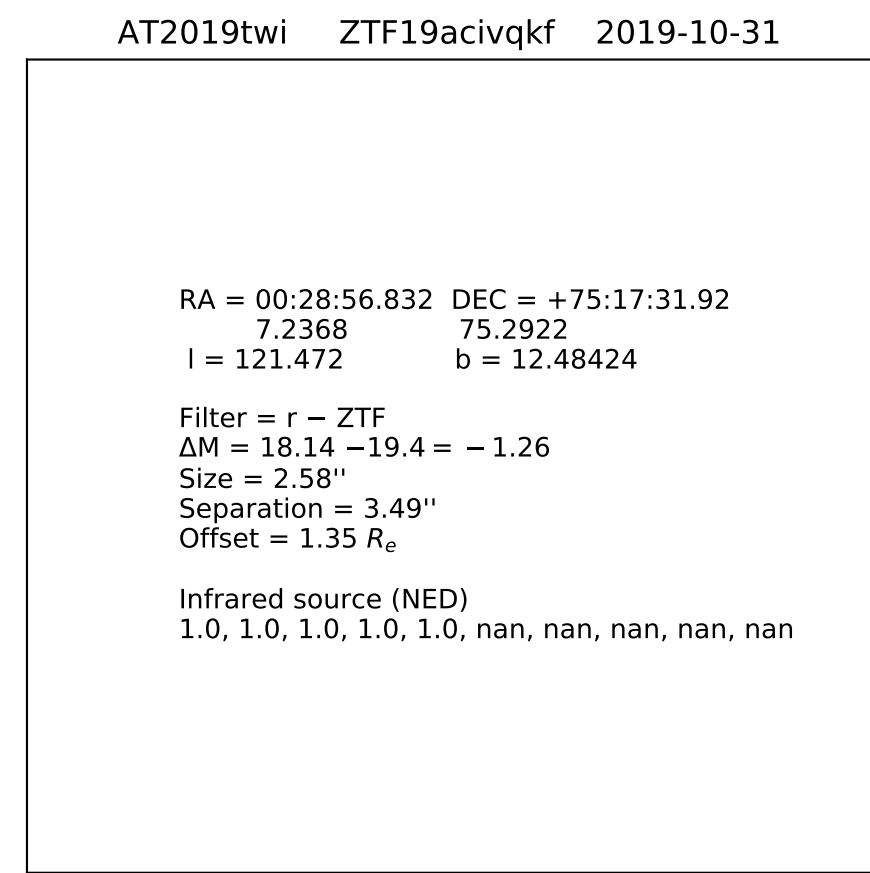 AT2019twi ZTF19acivqkf 2019-10-31
RA = 00:28:56.832 DEC = +75:17:31.92
7.2368 75.2922
l = 121.472 b = 12.48424
Filter = r − ZTF
ΔM = 18.14 −19.4 = − 1.26
Size = 2.58''
Separation = 3.49''
Offset = 1.35 Re
Infrared source (NED)
1.0, 1.0, 1.0, 1.0, 1.0, nan, nan, nan, nan, nan